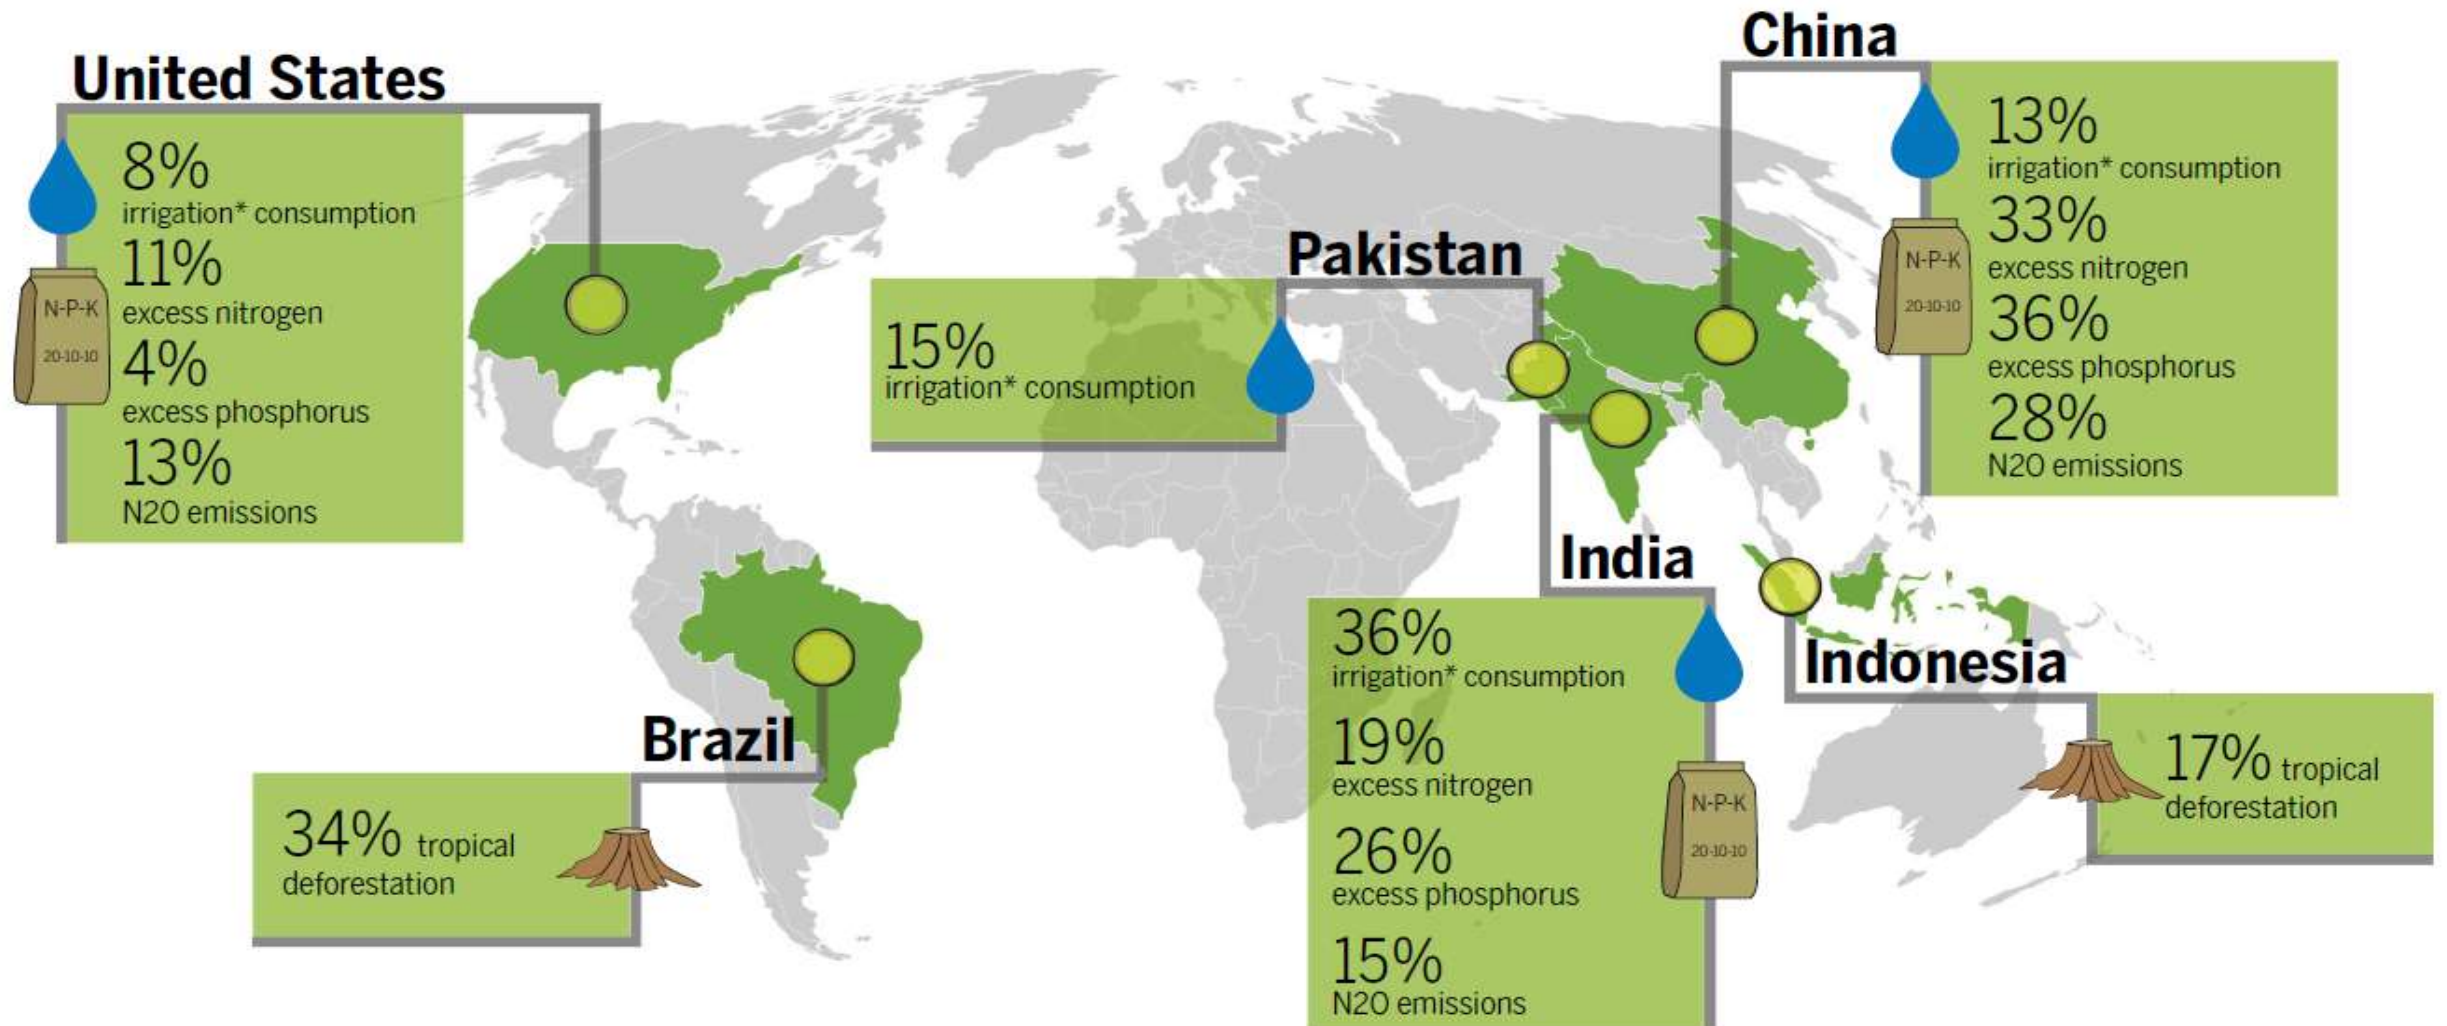 United States
8%
irrigation* consumption
11%
excess nitrogen
4%
excess phosphorus
13%
N2O emissions
N-P-K
20-10-10
China
13%
irrigation* consumption
33%
excess nitrogen
36%
excess phosphorus
28%
N2O emissions
N-P-K
20-10-10
Pakistan
15%
irrigation* consumption
India
36%
irrigation* consumption
19%
excess nitrogen
26%
excess phosphorus
15%
N2O emissions
N-P-K
20-10-10
Indonesia
17% tropical
deforestation
Brazil
34% tropical
deforestation